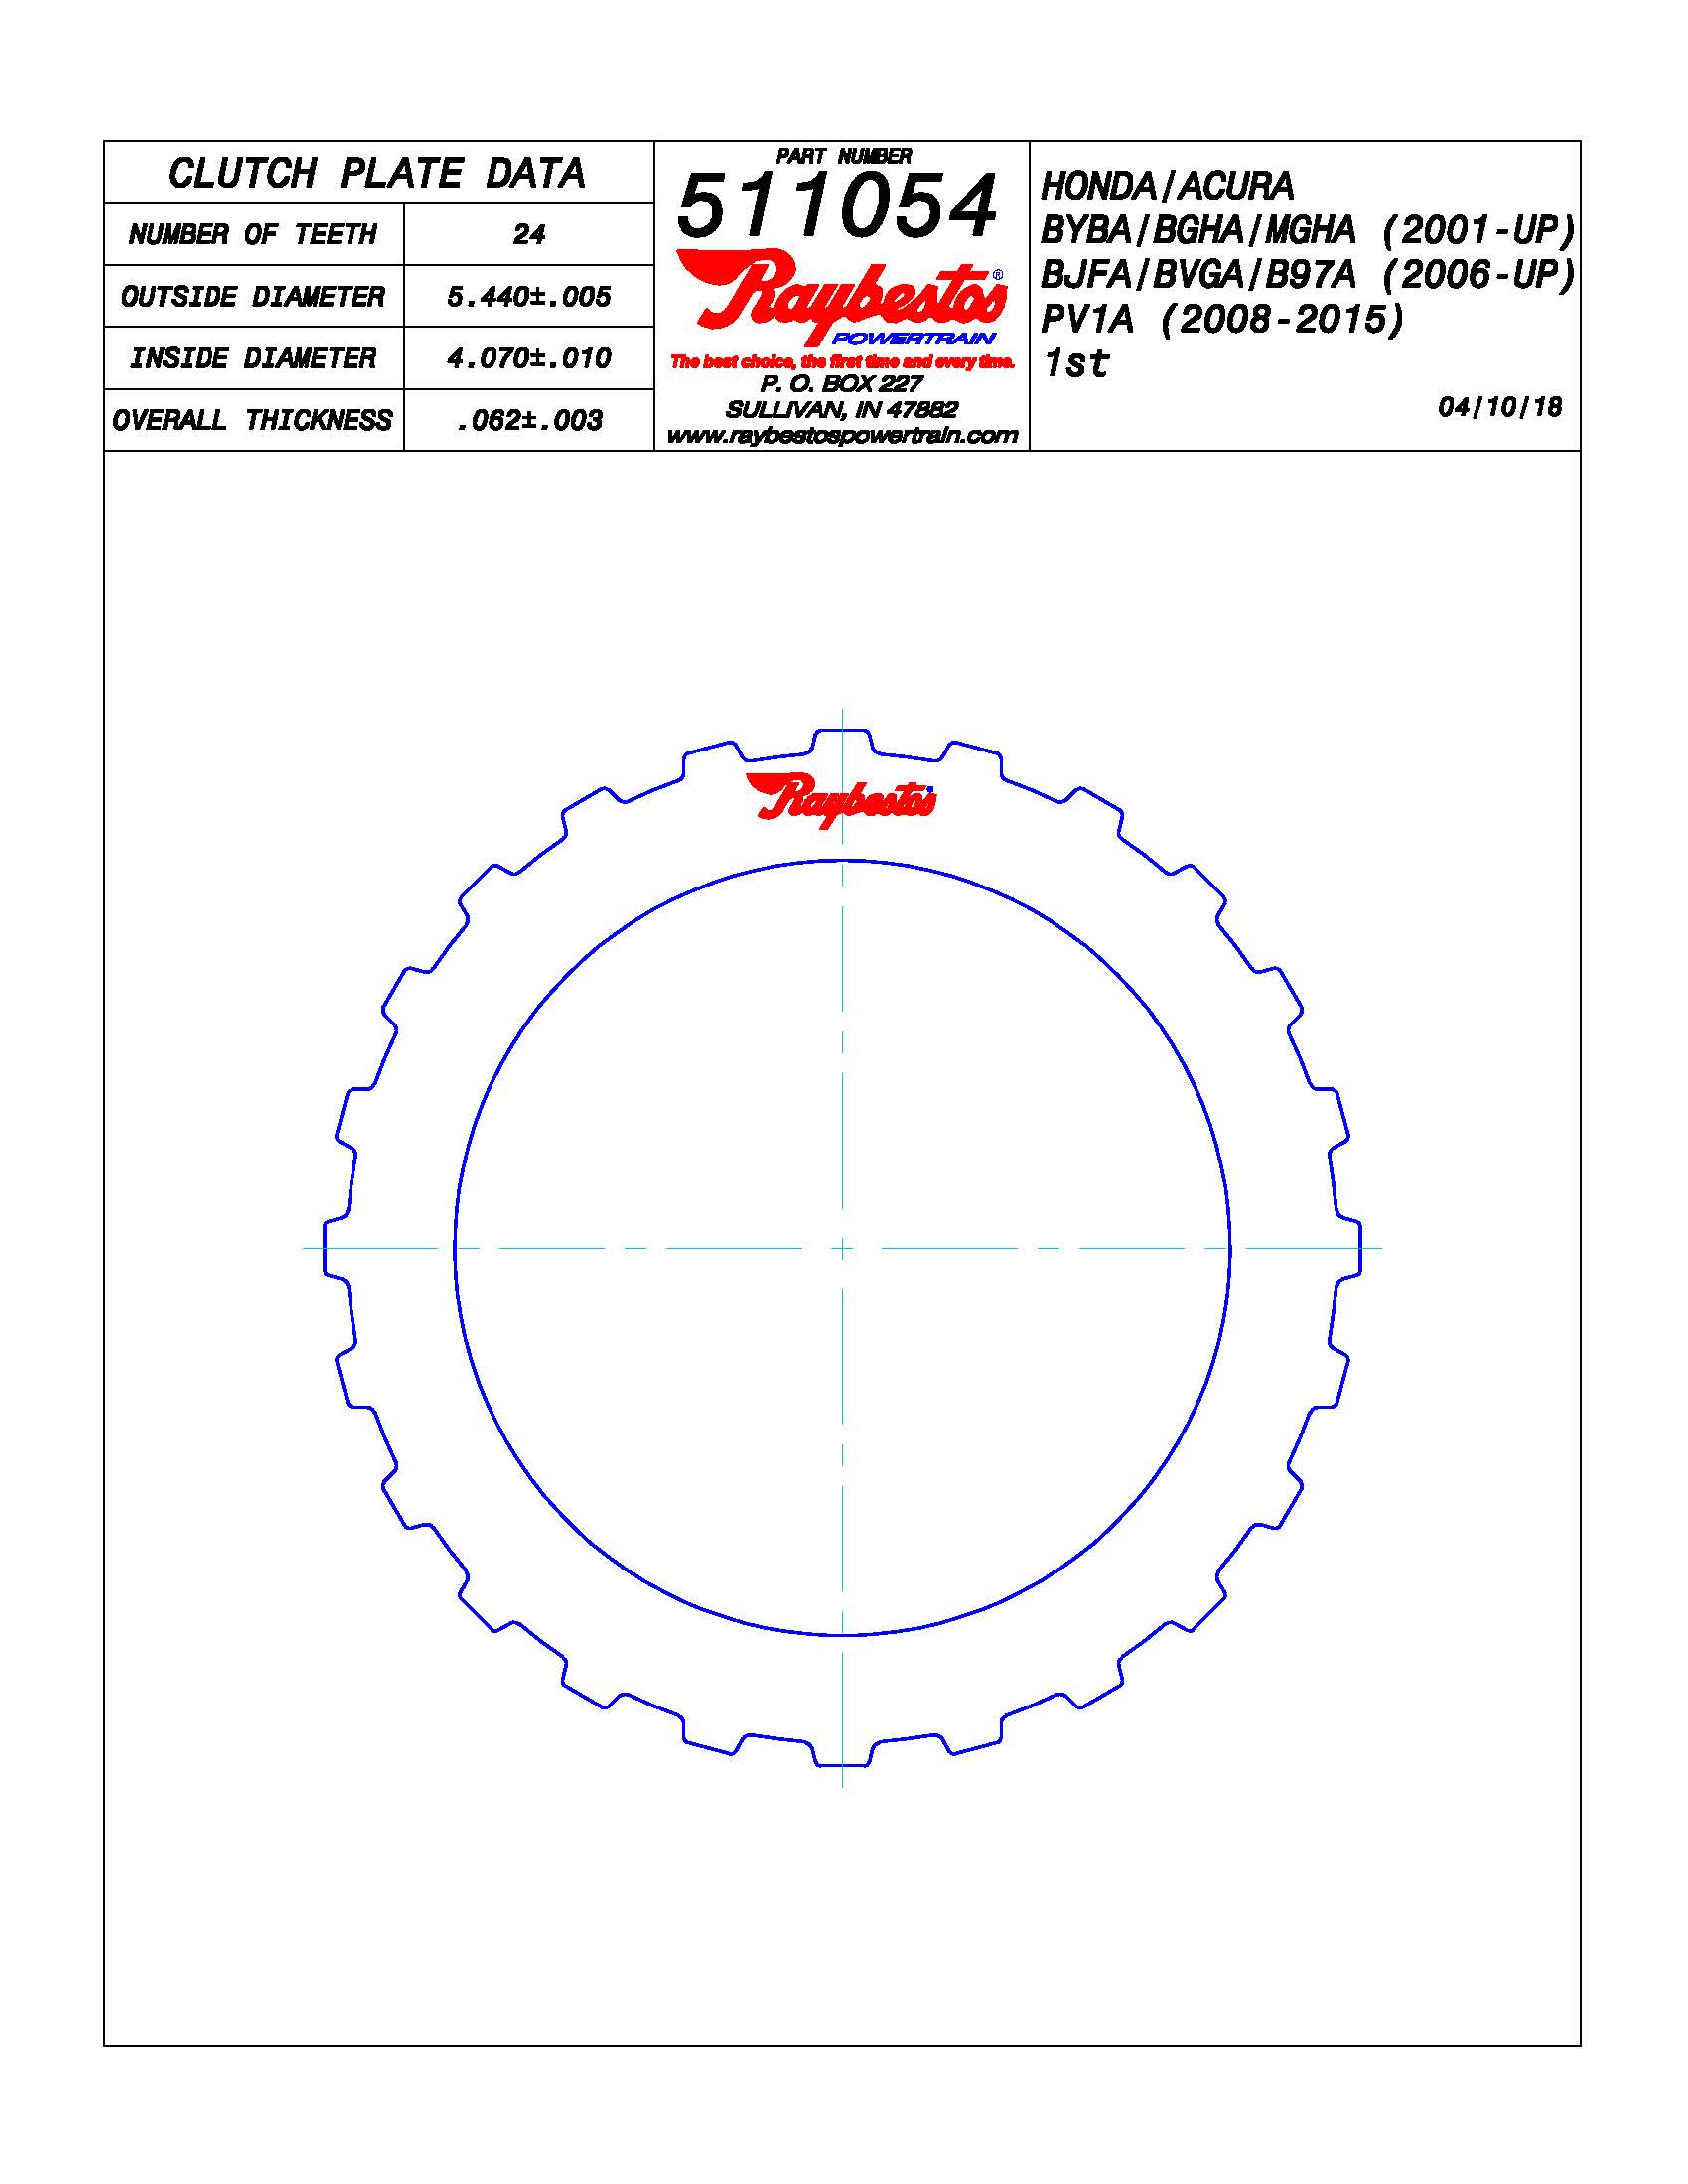 CLUTCH PLATE DATA
NUMBER OF TEETH 24
OUTSIDE DIAMETER 5.440±.005
INSIDE DIAMETER 4.070±.010
OVERALL THICKNESS .062±.003
PART NUMBER
511054
Raybestos®
POWERTRAIN
The best choice, the first time and every time.
P. O. BOX 227
SULLIVAN, IN 47882
www.raybestospowertrain.com
HONDA/ACURA
BYBA/BGHA/MGHA (2001-UP)
BJFA/BVGA/B97A (2006-UP)
PV1A (2008-2015)
1st
04/10/18
Raybestos